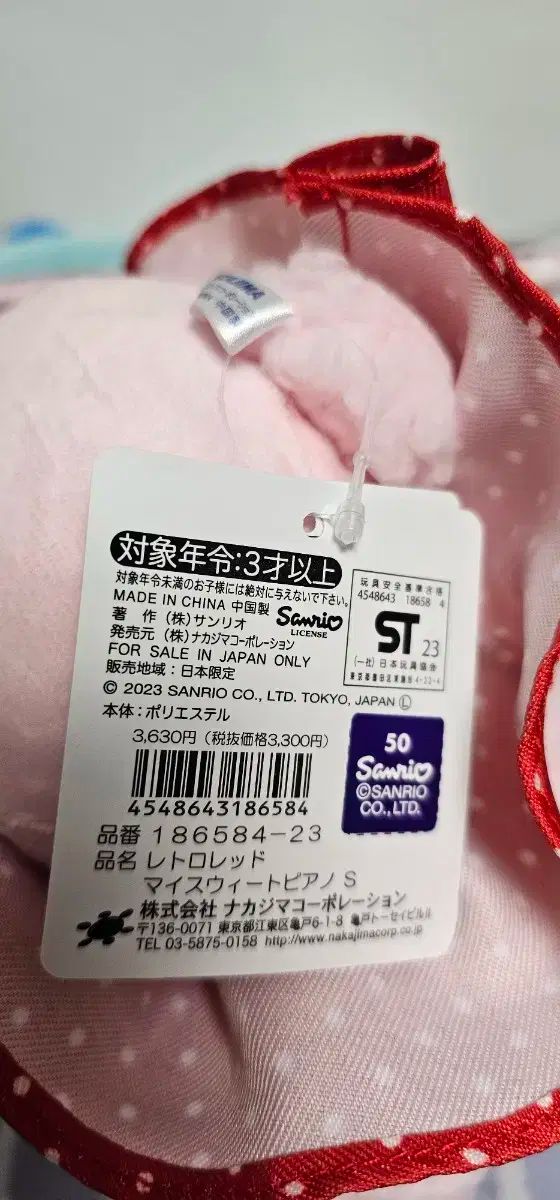 対象年令:3才以上
対象年令未満のお子様には絶対に与えないで下さい。
MADE IN CHINA 中国製
著 作 (株)サンリオ
Sanrio
LICENSE
発売元 (株)ナカジマコーポレーション
FOR SALE IN JAPAN ONLY
販売地域:日本限定
© 2023 SANRIO CO., LTD. TOKYO, JAPAN Ⓛ
玩具安全基準合格
4548643 18658 4
ST 23
(一社)日本玩具協会
本体:ポリエステル
3,630円(税抜価格3,300円)
4548643186584
50
Sanrio
©SANRIO
CO., LTD.
品番 186584-23
品名 レトロレッド
マイスウィートピアノ S
株式会社 ナカジマコーポレーション
〒136-0071 東京都江東区亀戸6-1-8 亀戸トーセイビルⅡ
TEL 03-5875-0158 http://www.nakajimacorp.co.jp